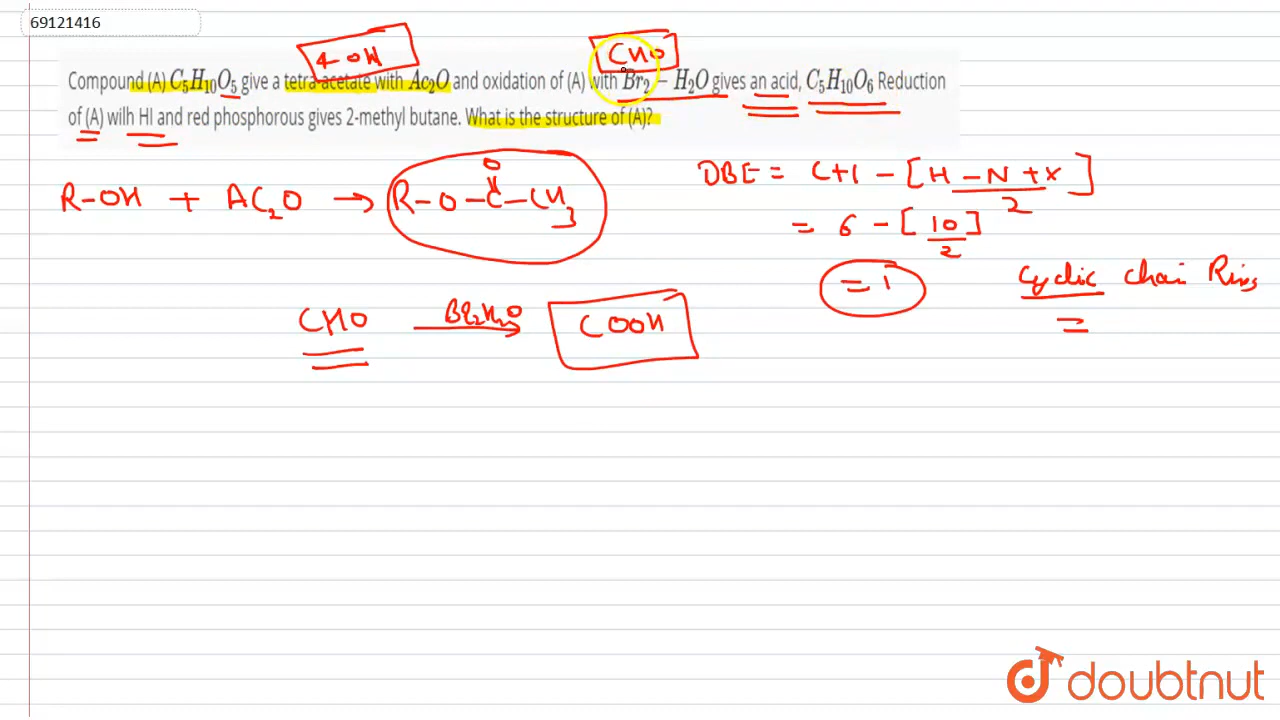 69121416
4 OH
CHO
Compound (A) C₅H₁₀O₅ give a tetra-acetate with Ac₂O and oxidation of (A) with Br₂ − H₂O gives an acid, C₅H₁₀O₆ Reduction
of (A) wilh HI and red phosphorous gives 2-methyl butane. What is the structure of (A)?
R-OH + AC₂O → R-O-C-CH₃
O
DBE = C+1 - [H-N+X]
2
= 6 - [10]
2
= 1
Cyclic chain Ring
CHO Br₂H₂O COOH
doubtnut